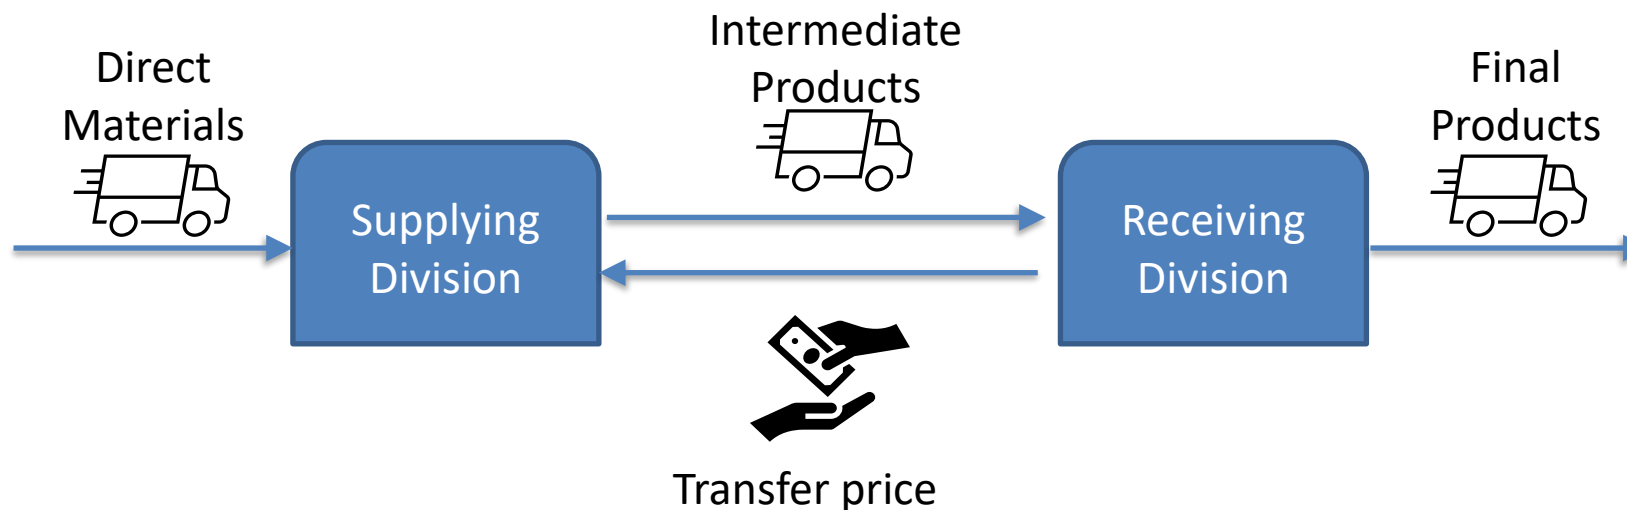 Direct
Materials
Supplying
Division
Intermediate
Products
Transfer price
Receiving
Division
Final
Products